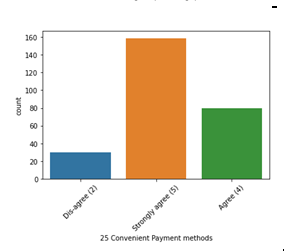 160
140
120
100
80
60
40
20
0
count
Dis-agree (2)
Strongly agree (5)
Agree (4)
25 Convenient Payment methods